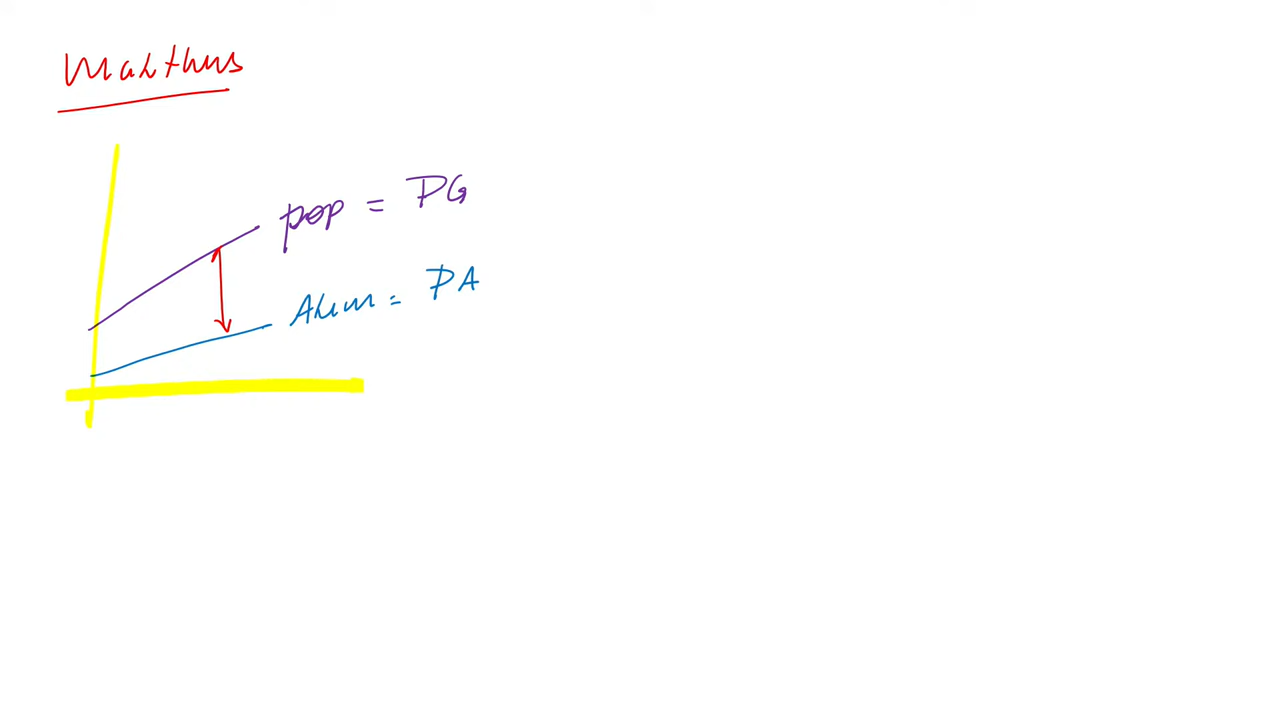 Malthus
pop = PG
Alim = PA